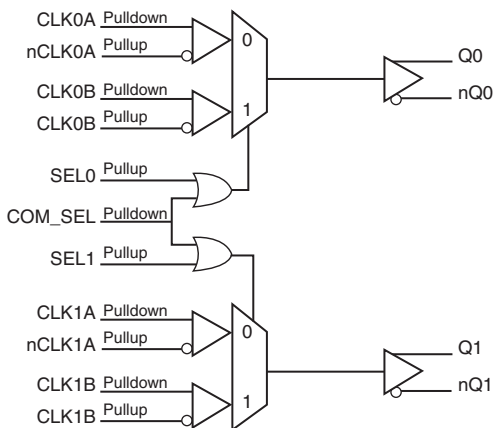 CLK0A Pulldown
nCLK0A Pullup
0
CLK0B Pulldown
CLK0B Pullup
1
Q0
nQ0
SEL0 Pullup
COM_SEL Pulldown
SEL1 Pullup
CLK1A Pulldown
nCLK1A Pullup
0
CLK1B Pulldown
CLK1B Pullup
1
Q1
nQ1